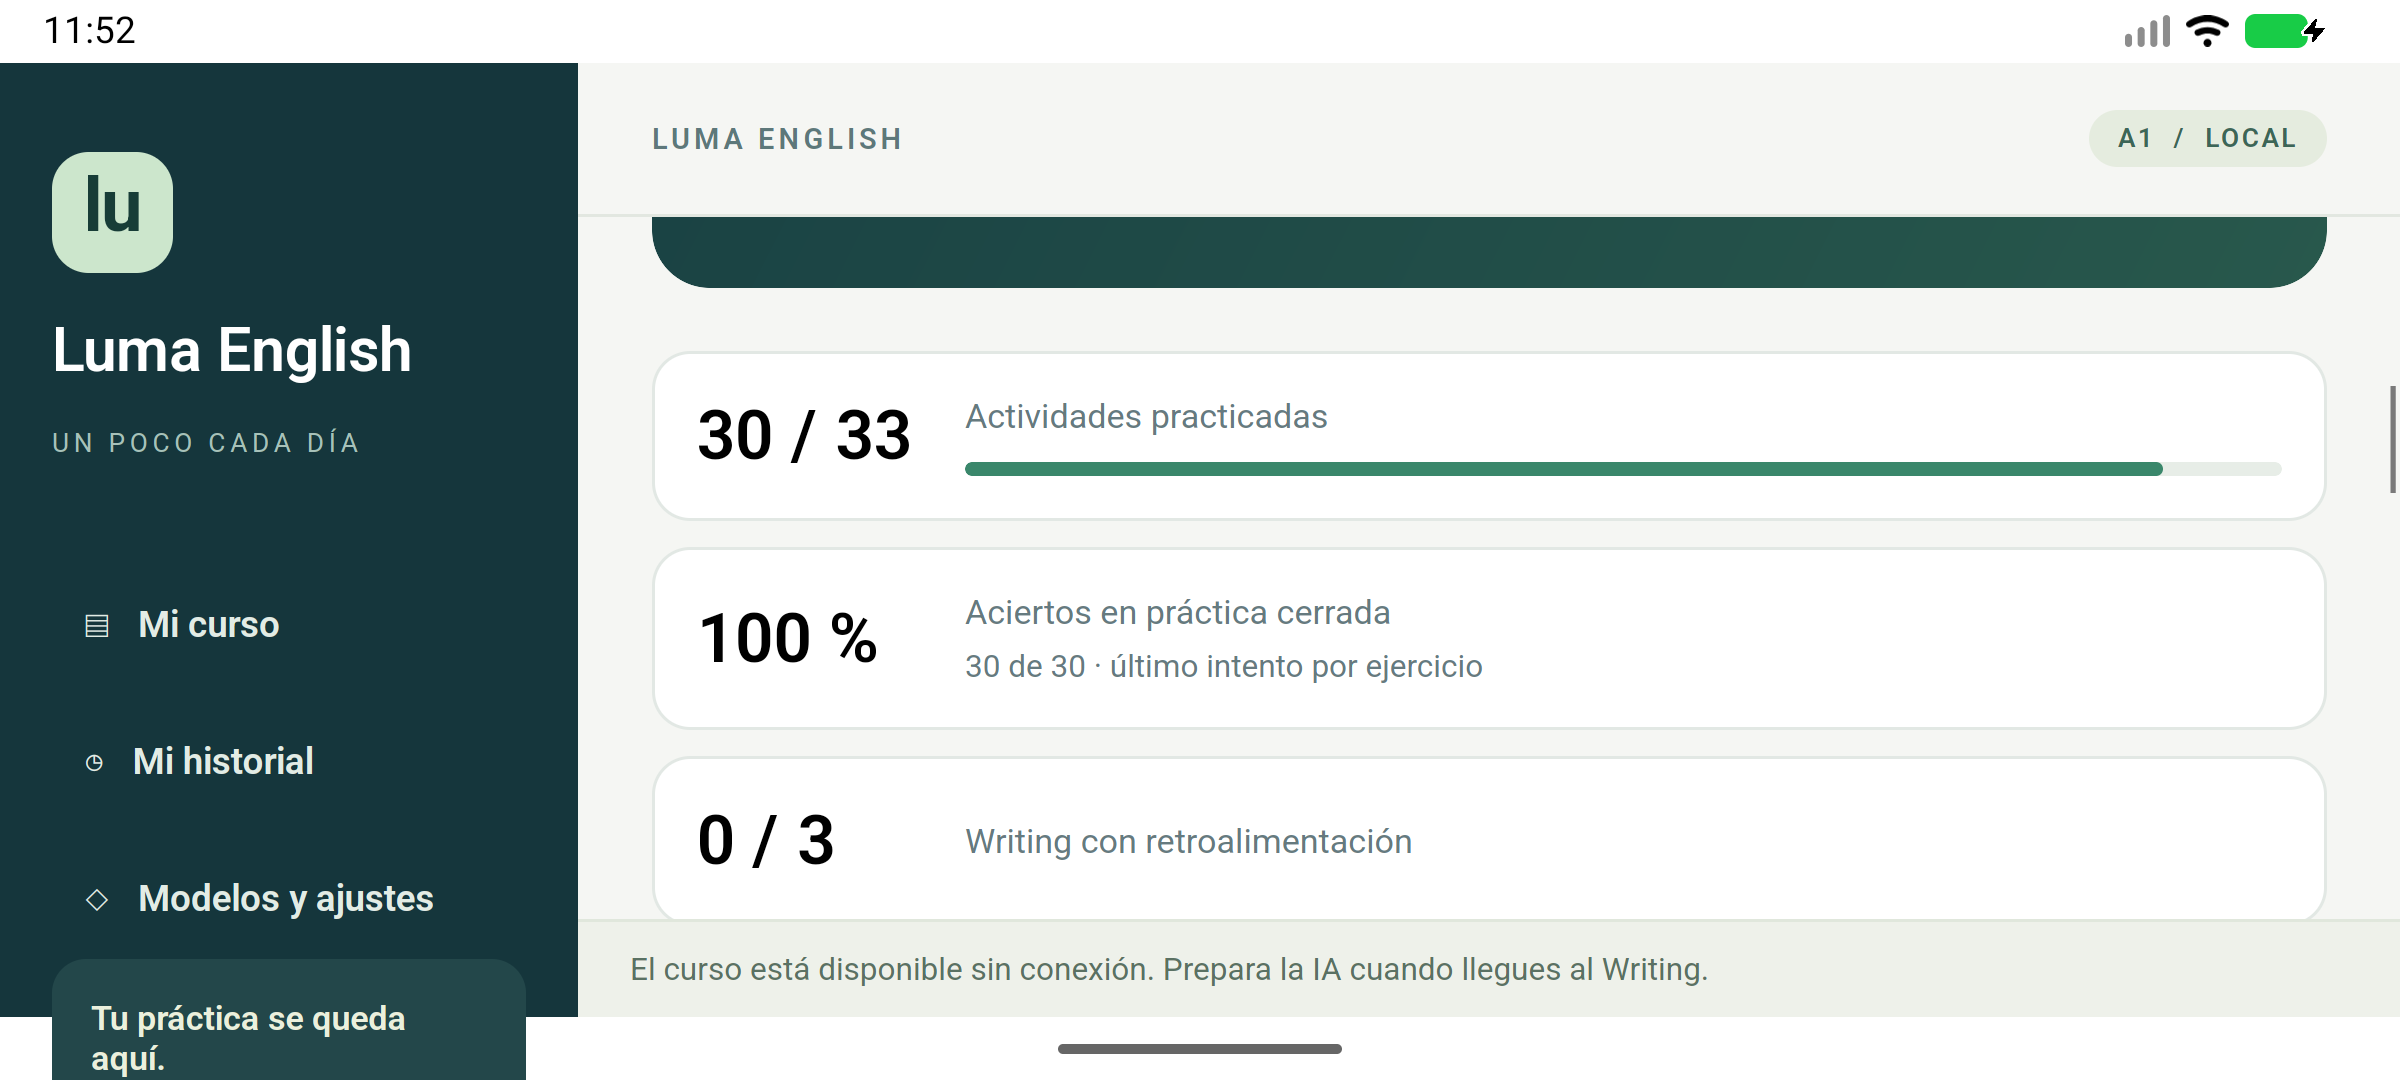 11:52
lu
Luma English
UN POCO CADA DÍA
Mi curso
Mi historial
Modelos y ajustes
Tu práctica se queda
aquí.
LUMA ENGLISH
A1 / LOCAL
30 / 33
Actividades practicadas
100 %
Aciertos en práctica cerrada
30 de 30 · último intento por ejercicio
0 / 3
Writing con retroalimentación
El curso está disponible sin conexión. Prepara la IA cuando llegues al Writing.